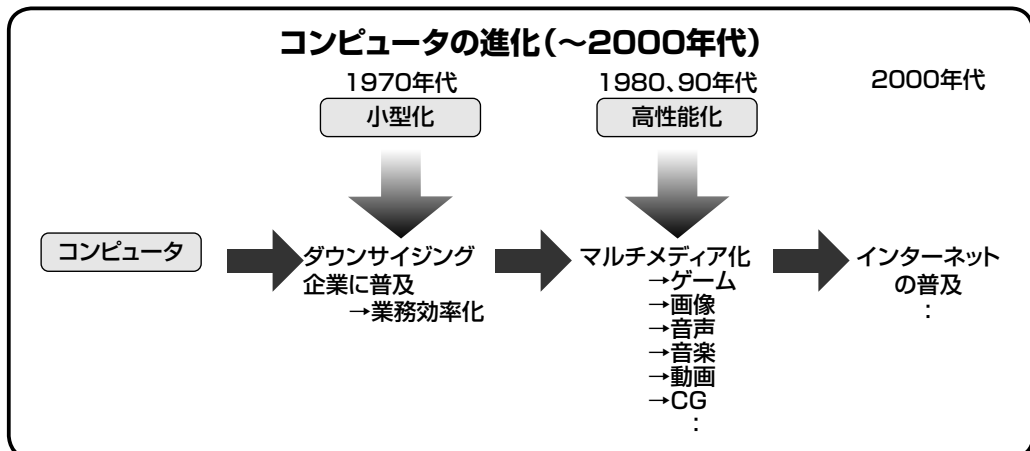 コンピュータの進化(～2000年代)
1970年代
小型化
1980、90年代
高性能化
2000年代
コンピュータ
ダウンサイジング
企業に普及
→業務効率化
マルチメディア化
→ゲーム
→画像
→音声
→音楽
→動画
→CG
：
インターネット
の普及
：